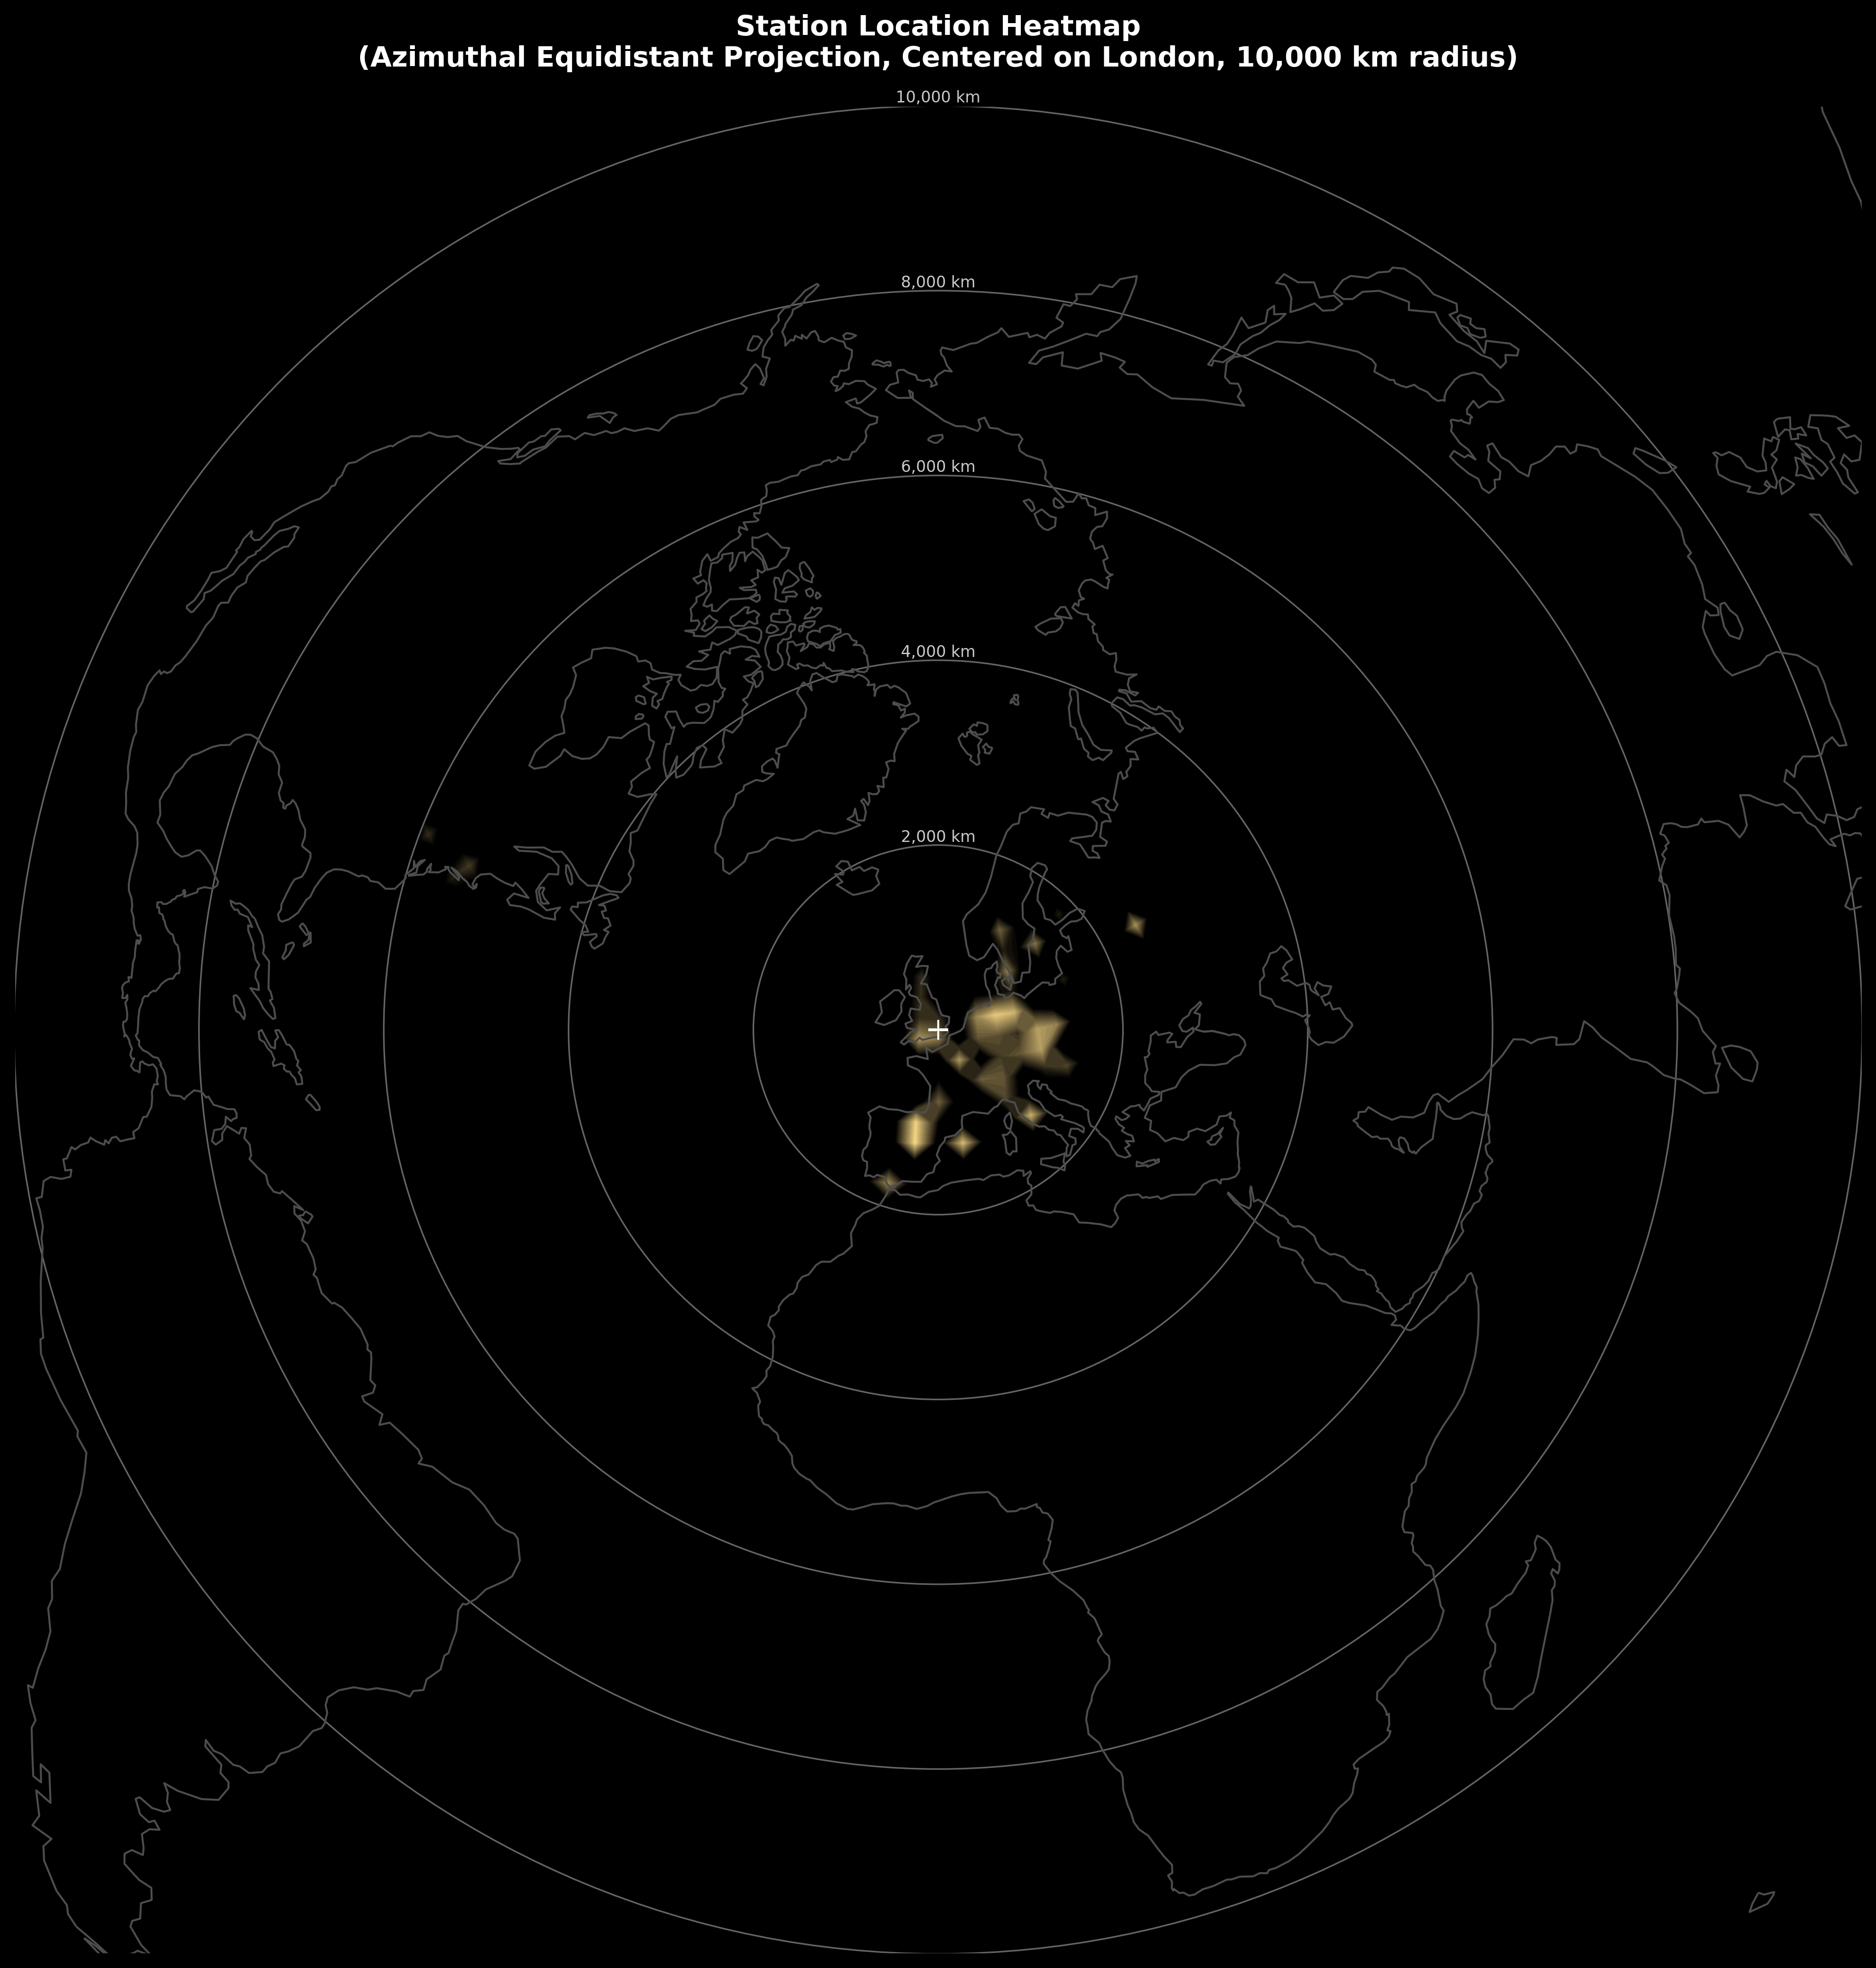 Station Location Heatmap
(Azimuthal Equidistant Projection, Centered on London, 10,000 km radius)
10,000 km
8,000 km
6,000 km
4,000 km
2,000 km